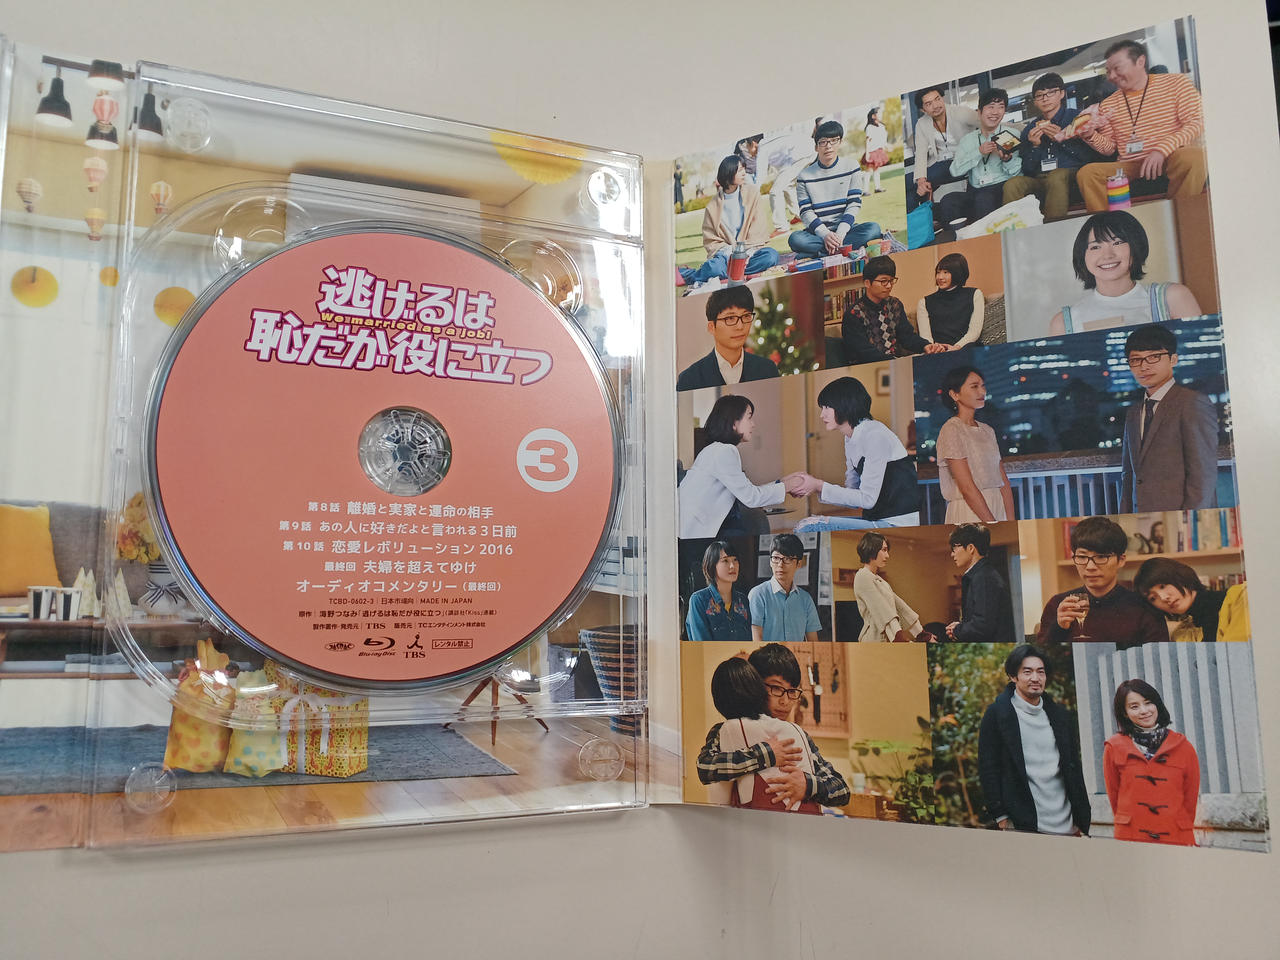 逃げるは
We married as a job!
恥だが役に立つ
3
第8話 離婚と実家と運命の相手
第9話 あの人に好きだよと言われる3日前
第10話 恋愛レボリューション2016
最終回 夫婦を超えてゆけ
オーディオコメンタリー(最終回)
TCBD-0602-3 | 日本市場向 | MADE IN JAPAN
原作 | 海野つなみ「逃げるは恥だが役に立つ」(講談社「Kiss」連載)
製作著作・発売元 | TBS 販売元 | TCエンタテインメント株式会社
Blu-ray Disc TBS レンタル禁止